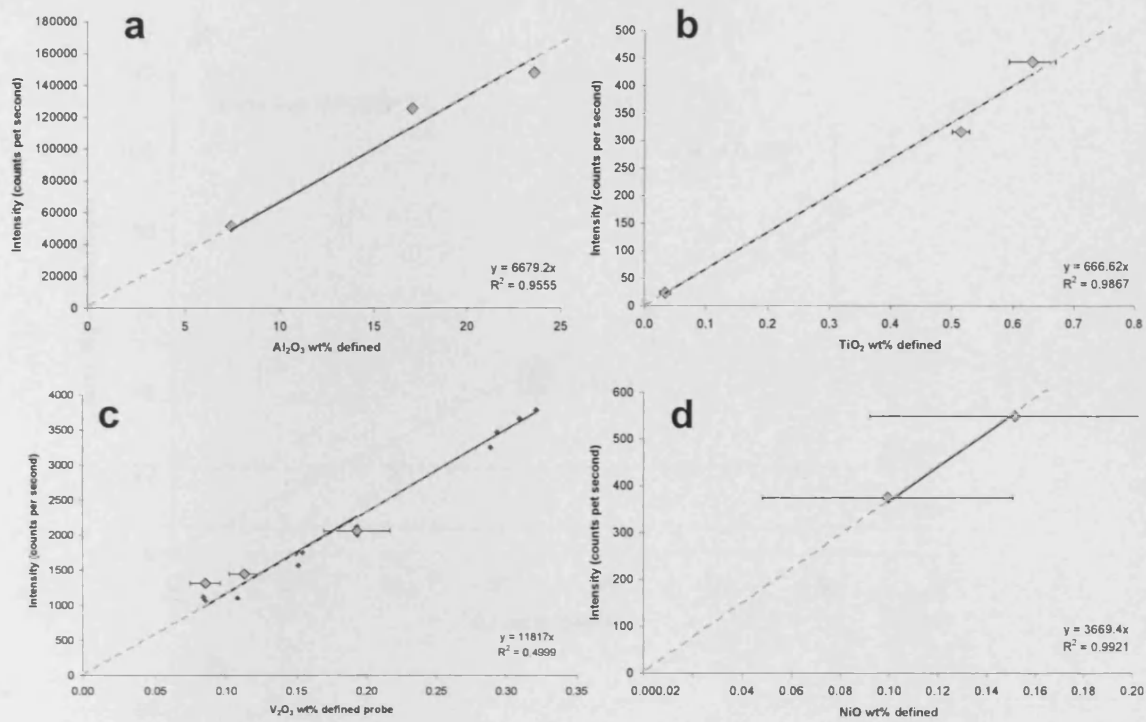 a
180000
160000
140000
120000
100000
80000
60000
40000
20000
0
Intensity (counts pet second)
y = 6679.2x
R² = 0.9555
0 5 10 15 20 25
Al₂O₃ wt% defined
b
500
450
400
350
300
250
200
150
100
50
0
Intensity (counts per second)
y = 666.62x
R² = 0.9867
0.0 0.1 0.2 0.3 0.4 0.5 0.6 0.7 0.8
TiO₂ wt% defined
c
4000
3500
3000
2500
2000
1500
1000
500
0
Intensity (counts per second)
y = 11817x
R² = 0.4999
0.00 0.05 0.10 0.15 0.20 0.25 0.30 0.35
V₂O₃ wt% defined probe
d
600
500
400
300
200
100
0
Intensity (counts pet second)
y = 3669.4x
R² = 0.9921
0.000.02 0.04 0.06 0.08 0.10 0.12 0.14 0.16 0.18 0.20
NiO wt% defined